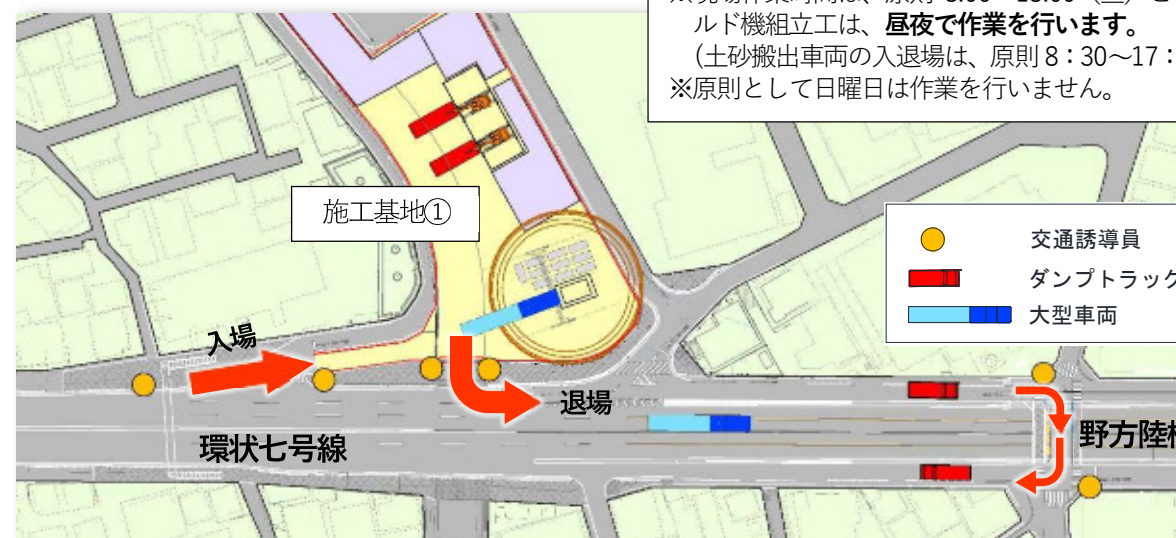 ルド機組立工は、昼夜で作業を行います。
（土砂搬出車両の入退場は、原則 8：30～17：
※原則として日曜日は作業を行いません。
施工基地①
交通誘導員
ダンプトラック
大型車両
入場
退場
環状七号線
野方陸橋